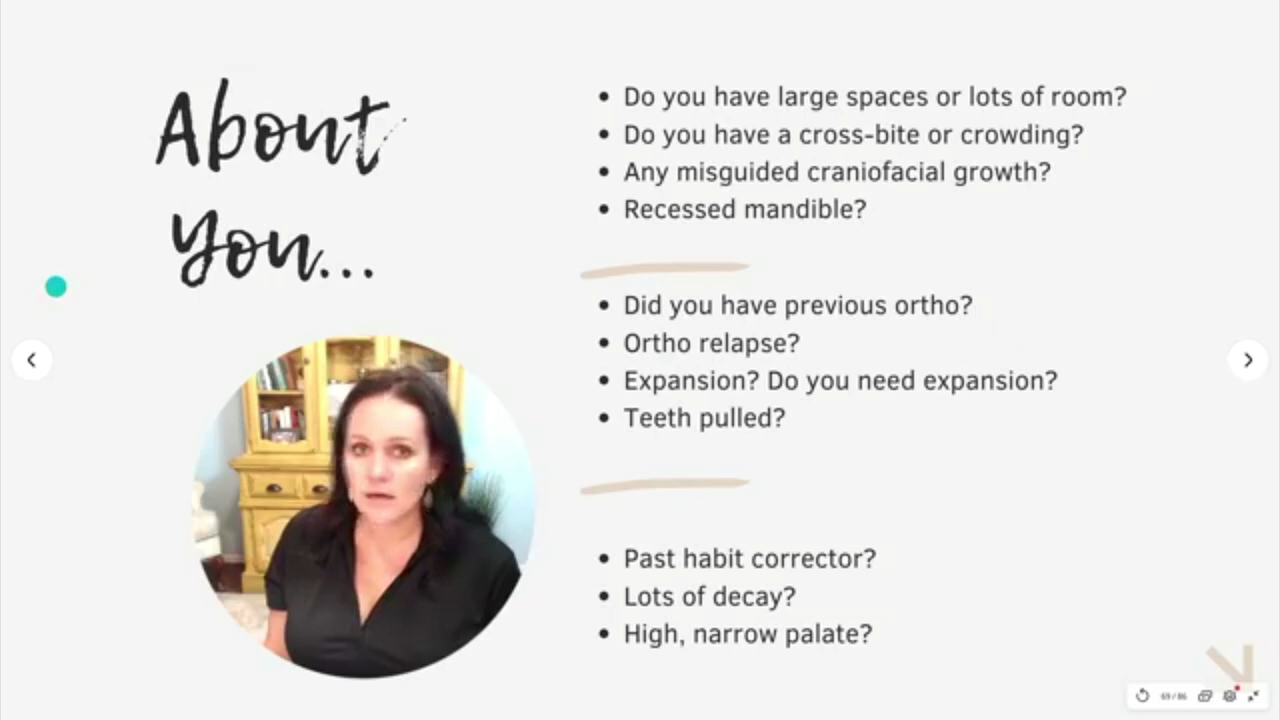 About
You...
Do you have large spaces or lots of room?
Do you have a cross-bite or crowding?
Any misguided craniofacial growth?
Recessed mandible?
Did you have previous ortho?
Ortho relapse?
Expansion? Do you need expansion?
Teeth pulled?
Past habit corrector?
Lots of decay?
High, narrow palate?
69 / 86